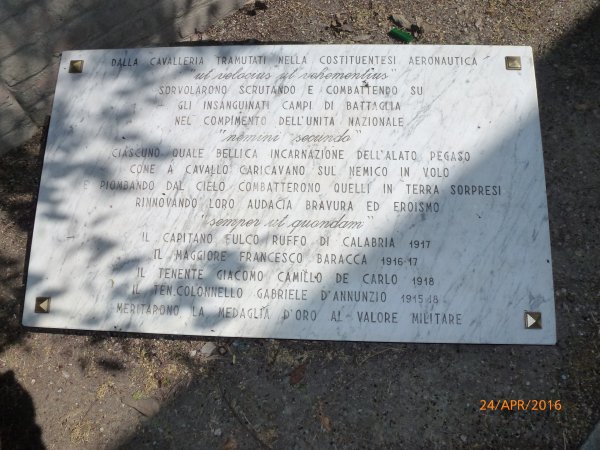 DALLA CAVALLERIA TRAMUTATI NELLA COSTITUENTESI AERONAUTICA
"ut velocius ut vehementius"
SORVOLARONO SCRUTANDO E COMBATTENDO SU
GLI INSANGUINATI CAMPI DI BATTAGLIA
NEL COMPIMENTO DELL'UNITA NAZIONALE
"nemini secundo"
CIASCUNO QUALE BELLICA INCARNAZIONE DELL'ALATO PEGASO
COME A CAVALLO CARICAVANO SUL NEMICO IN VOLO
E PIOMBANDO DAL CIELO COMBATTERONO QUELLI IN TERRA SORPRESI
RINNOVANDO LORO AUDACIA BRAVURA ED EROISMO
"semper ut quondam"
IL CAPITANO FULCO RUFFO DI CALABRIA 1917
IL MAGGIORE FRANCESCO BARACCA 1916-17
IL TENENTE GIACOMO CAMILLO DE CARLO 1918
IL TEN.COLONNELLO GABRIELE D'ANNUNZIO 1915-18
MERITARONO LA MEDAGLIA D'ORO AL VALORE MILITARE
24/APR/2016